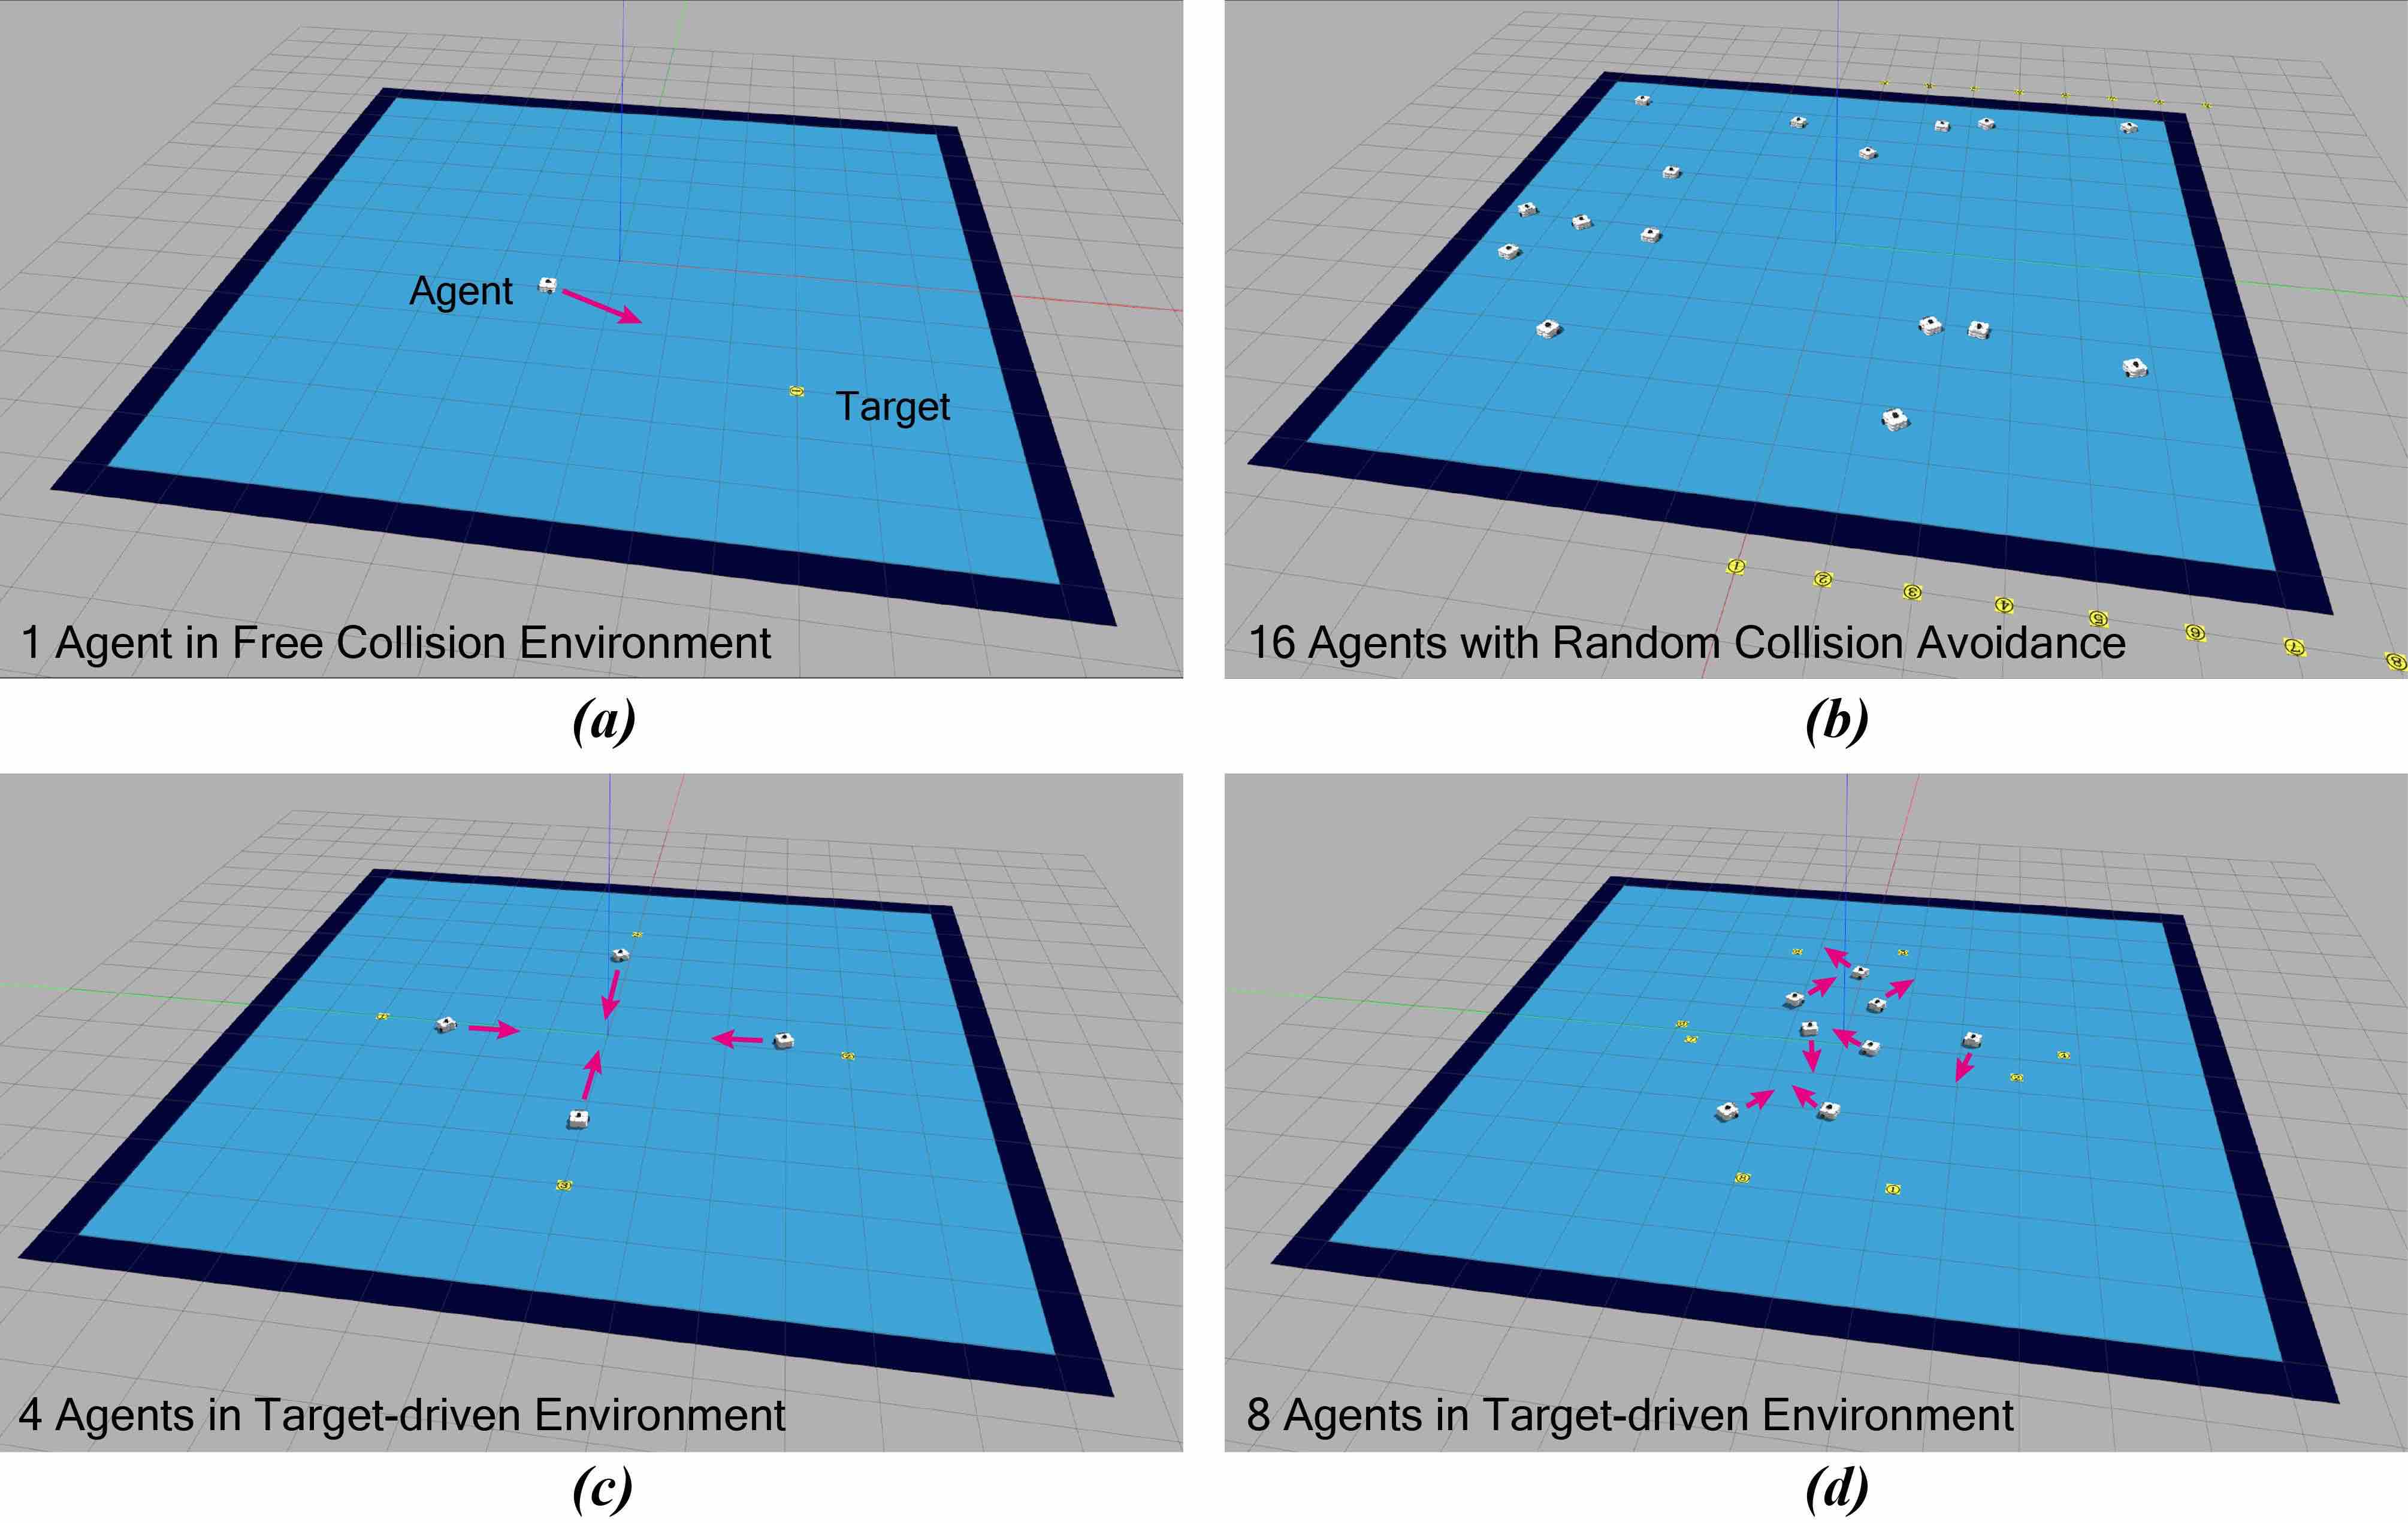 Agent
Target
1 Agent in Free Collision Environment
(a)
1
2
3
4
5
6
7
8
16 Agents with Random Collision Avoidance
(b)
4 Agents in Target-driven Environment
(c)
1
8 Agents in Target-driven Environment
(d)